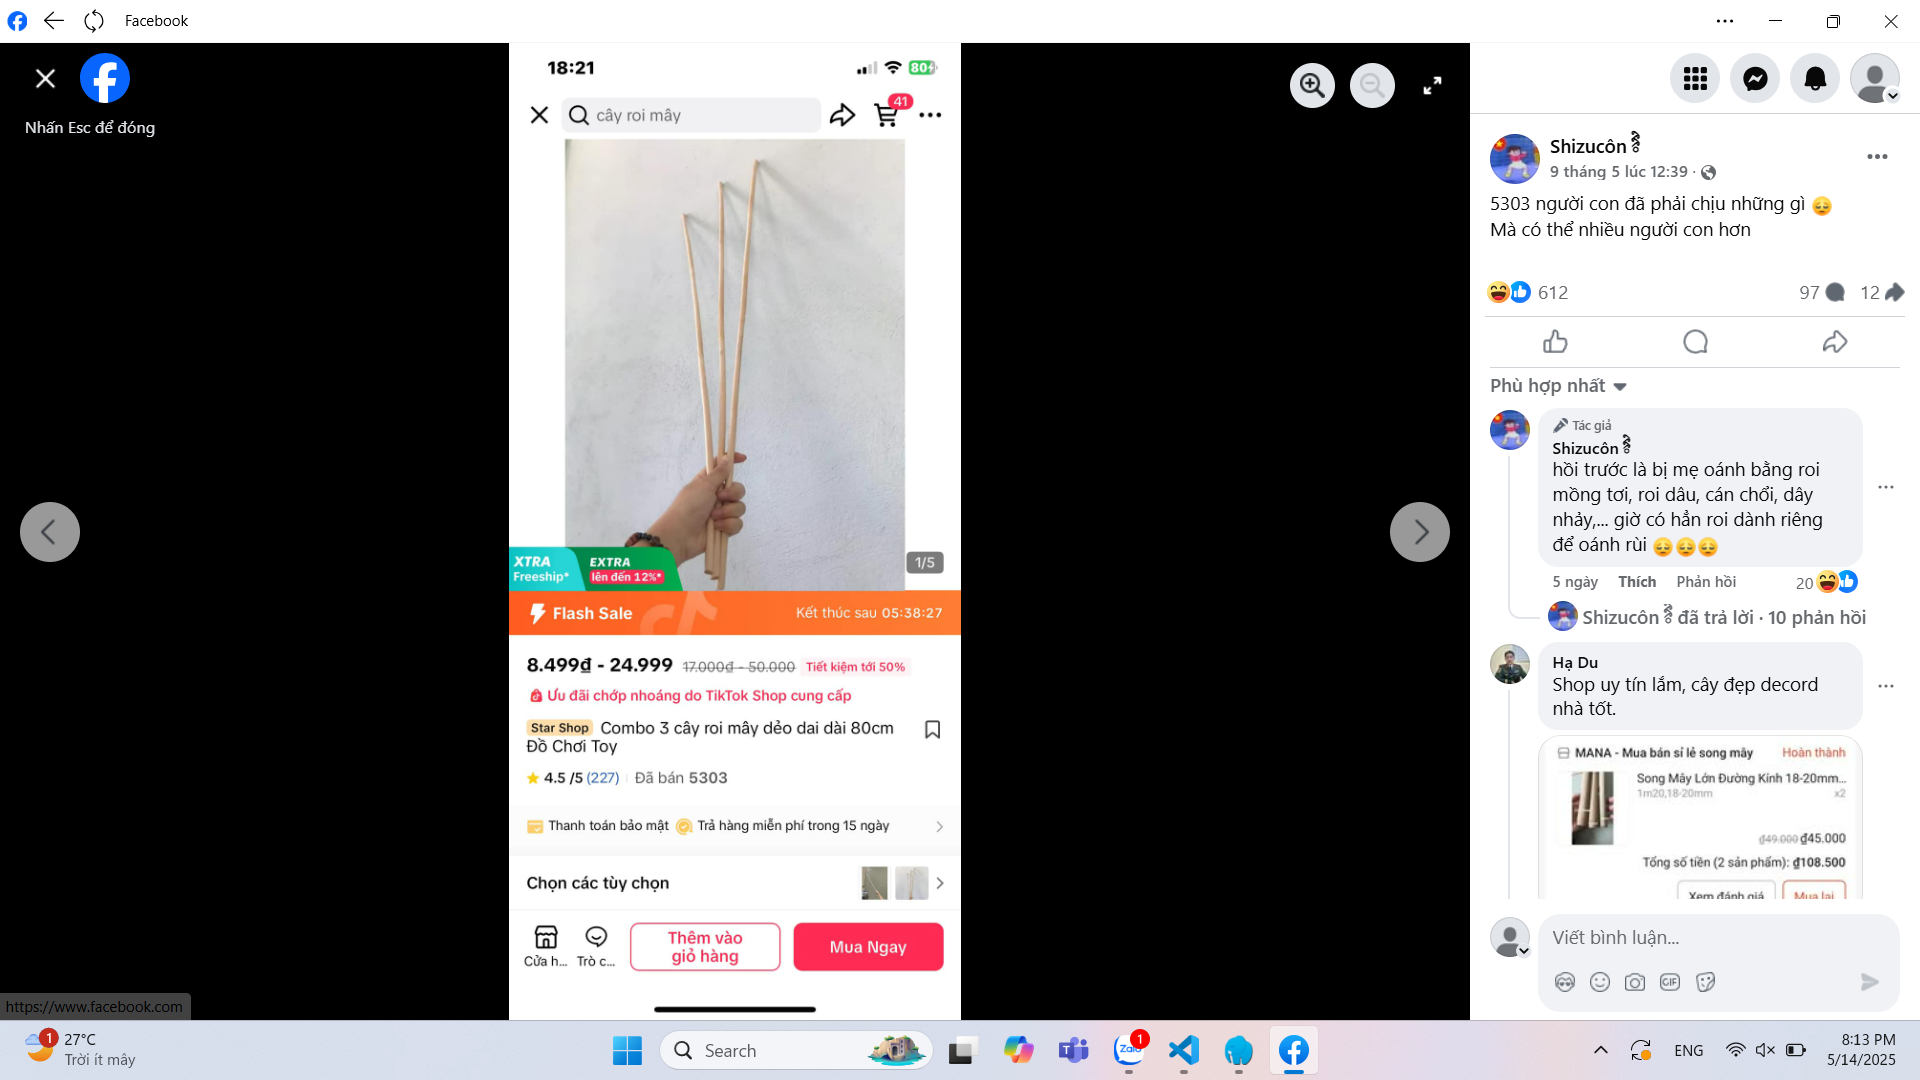 Facebook
Nhấn Esc để đóng
18:21
80
cây roi mây
41
XTRA
Freeship*
EXTRA
lên đến 12%*
1/5
Flash Sale
Kết thúc sau 05:38:27
8.499₫ - 24.999 17.000₫ - 50.000 Tiết kiệm tới 50%
Ưu đãi chớp nhoáng do TikTok Shop cung cấp
Star Shop Combo 3 cây roi mây dẻo dai dài 80cm
Đồ Chơi Toy
4.5 /5 (227) Đã bán 5303
Thanh toán bảo mật Trả hàng miễn phí trong 15 ngày
Chọn các tùy chọn
Cửa h... Trò c...
Thêm vào
giỏ hàng
Mua Ngay
https://www.facebook.com
Shizucôn
9 tháng 5 lúc 12:39 ·
5303 người con đã phải chịu những gì 😔
Mà có thể nhiều người con hơn
612
97 12
Phù hợp nhất
Tác giả
Shizucôn
hồi trước là bị mẹ oánh bằng roi
mồng tơi, roi dâu, cán chổi, dây
nhảy,... giờ có hẳn roi dành riêng
để oánh rùi 😔😔😔
5 ngày Thích Phản hồi 20
Shizucôn đã trả lời · 10 phản hồi
Hạ Du
Shop uy tín lắm, cây đẹp decord
nhà tốt.
MANA - Mua bán sỉ lẻ song mây Hoàn thành
Song Mây Lớn Đường Kính 18-20mm...
1m20,18-20mm x2
₫49.000 ₫45.000
Tổng số tiền (2 sản phẩm): ₫108.500
Xem đánh giá Mua lại
Viết bình luận...
GIF
1
27°C
Trời ít mây
Search
Zalo
1
ENG
8:13 PM
5/14/2025